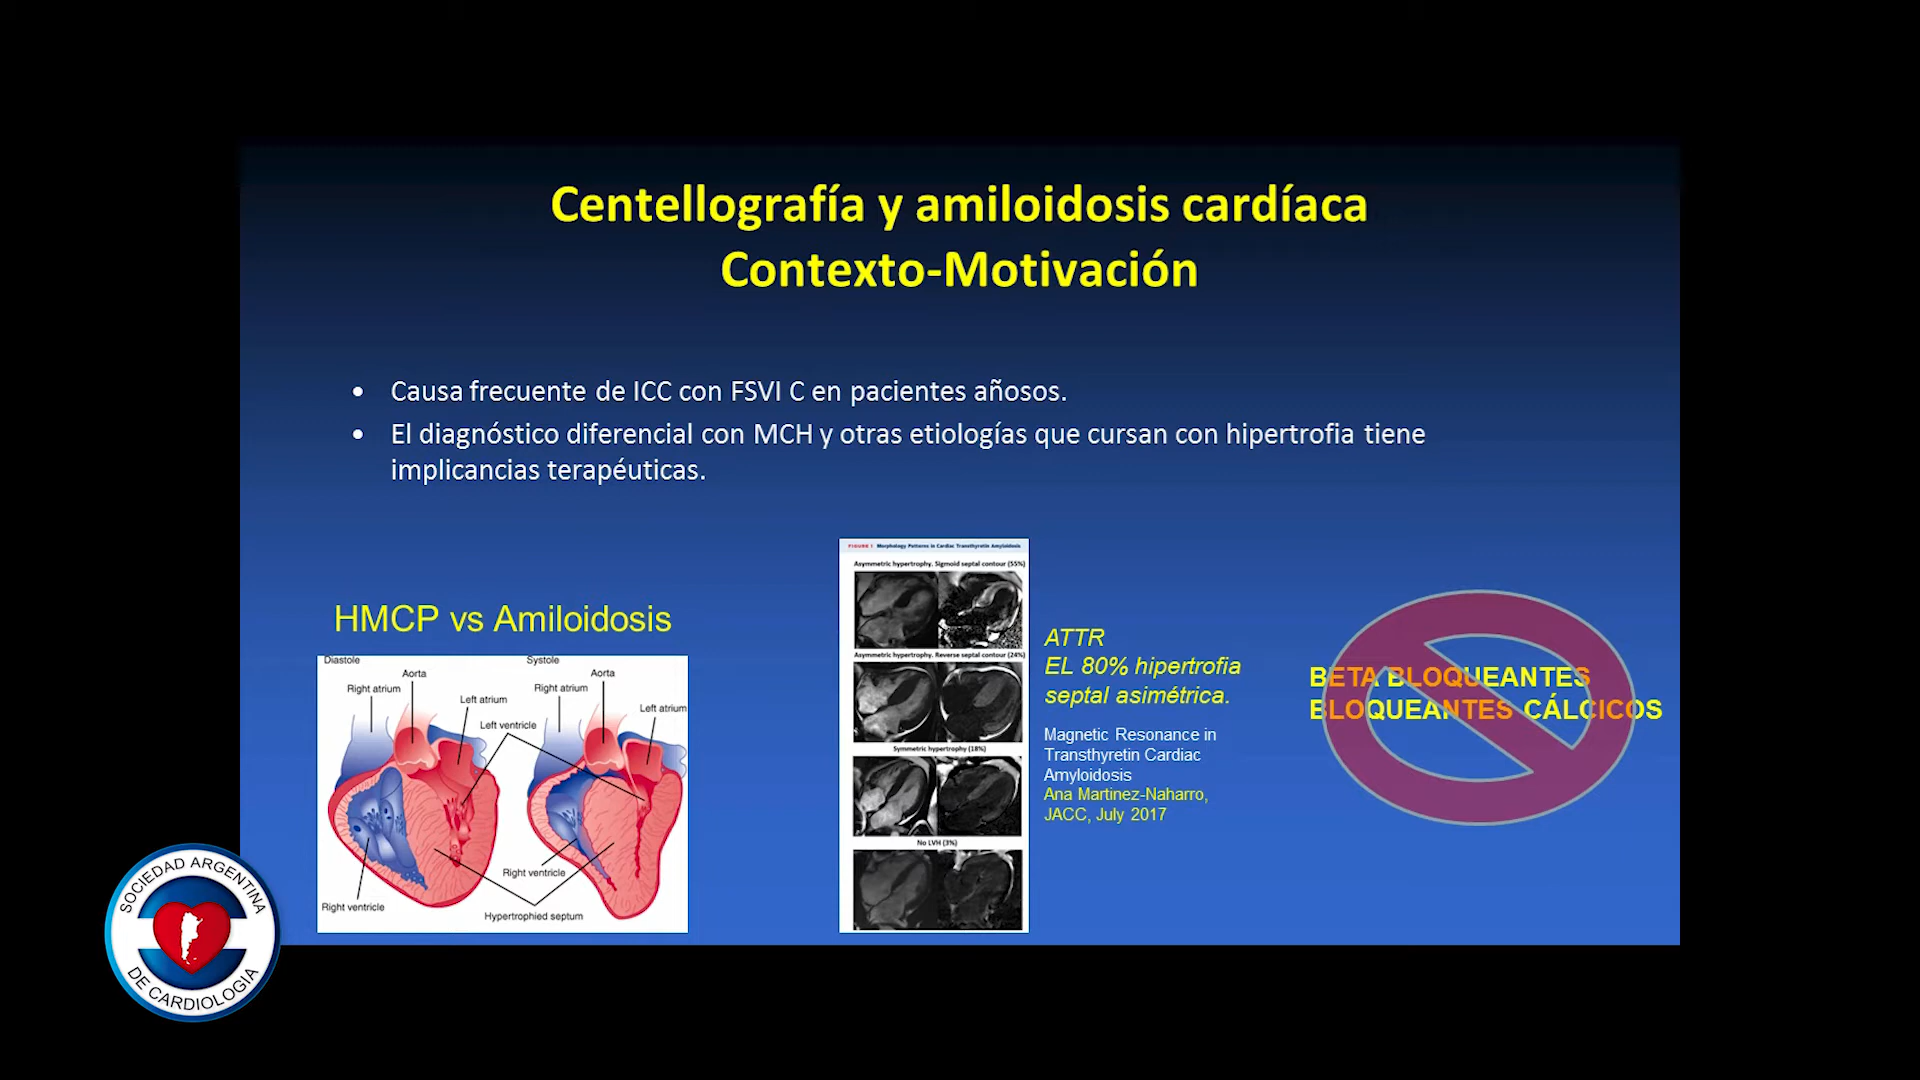 Centellografía y amiloidosis cardíaca
Contexto-Motivación
• Causa frecuente de ICC con FSVI C en pacientes añosos.
• El diagnóstico diferencial con MCH y otras etiologías que cursan con hipertrofia tiene
implicancias terapéuticas.
HMCP vs Amiloidosis
Diastole
Systole
Aorta
Aorta
Right atrium
Right atrium
Left atrium
Left atrium
Left ventricle
Right ventricle
Right ventricle
Hypertrophied septum
FIGURE 1 Morphology Patterns in Cardiac Transthyretin Amyloidosis
Asymmetric hypertrophy. Sigmoid septal contour (55%)
Asymmetric hypertrophy. Reverse septal contour (24%)
Symmetric hypertrophy (18%)
No LVH (3%)
ATTR
EL 80% hipertrofia
septal asimétrica.
Magnetic Resonance in
Transthyretin Cardiac
Amyloidosis
Ana Martinez-Naharro,
JACC, July 2017
BETA BLOQUEANTES
BLOQUEANTES CÁLCICOS
SOCIEDAD ARGENTINA
DE CARDIOLOGIA